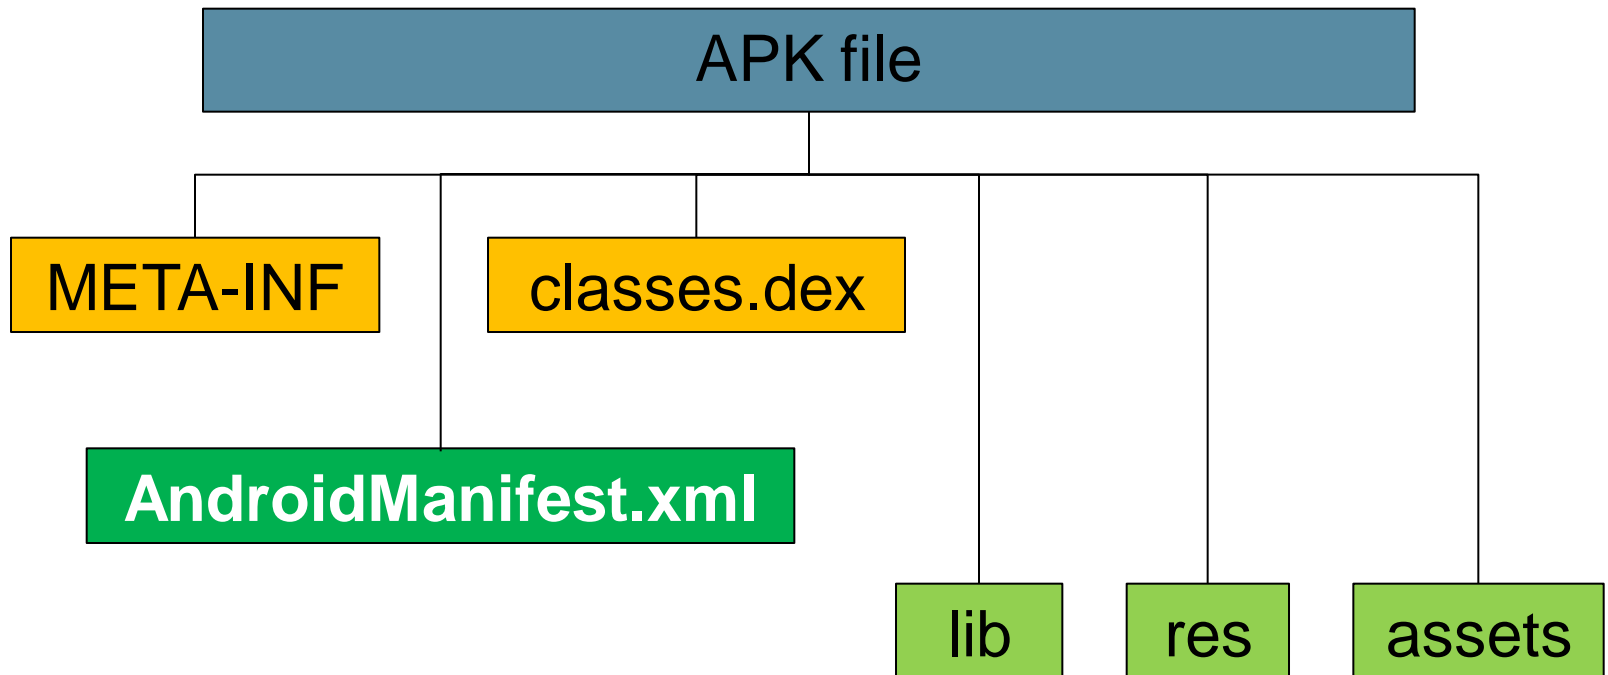 APK file
META-INF
classes.dex
AndroidManifest.xml
lib
res
assets